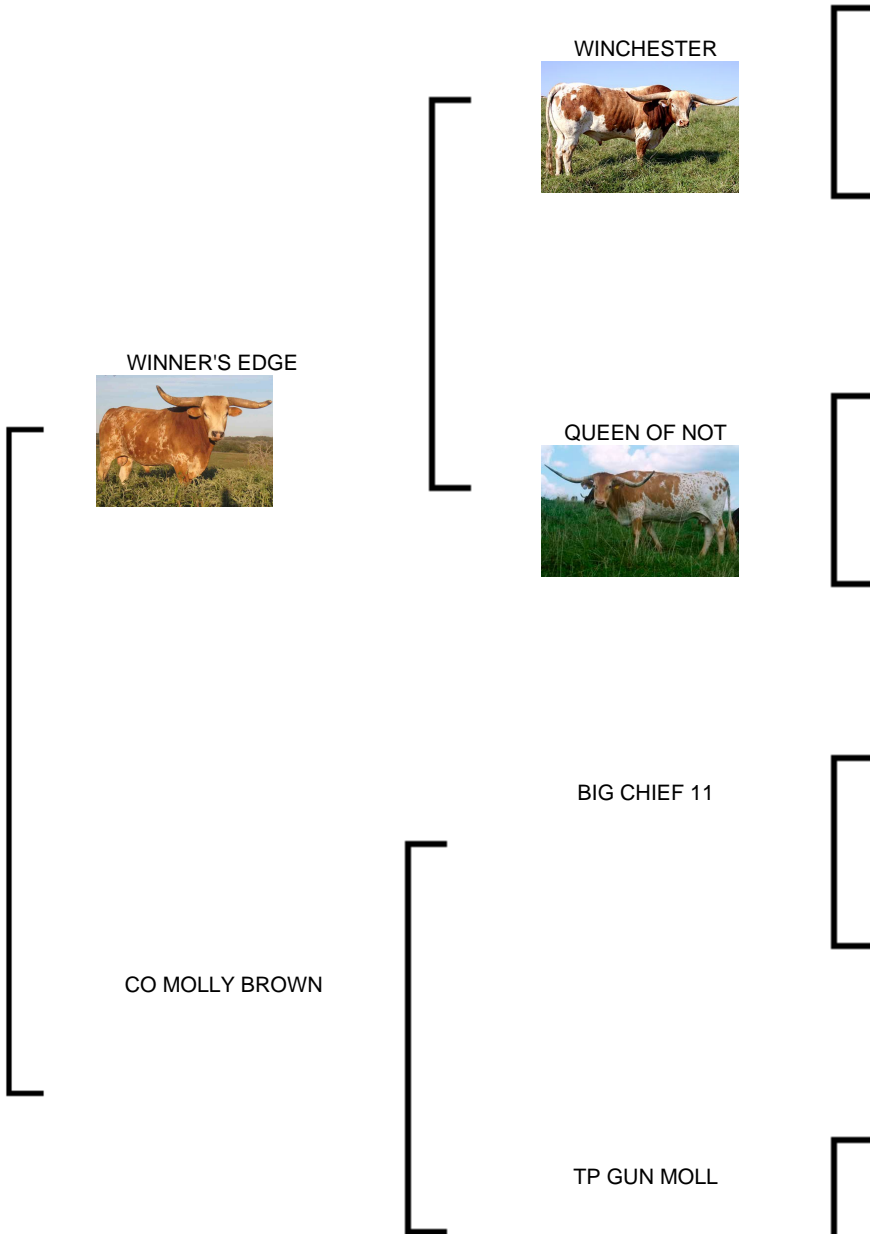 WINCHESTER
WINNER'S EDGE
QUEEN OF NOT
BIG CHIEF 11
CO MOLLY BROWN
TP GUN MOLL